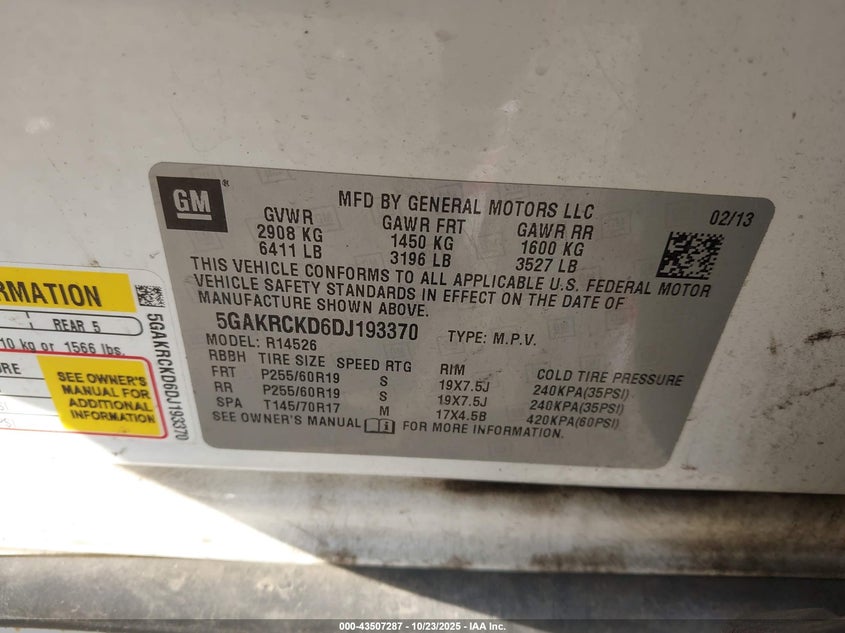 GM®
MFD BY GENERAL MOTORS LLC
02/13
GVWR GAWR FRT GAWR RR
2908 KG 1450 KG 1600 KG
6411 LB 3196 LB 3527 LB
THIS VEHICLE CONFORMS TO ALL APPLICABLE U.S. FEDERAL MOTOR
VEHICLE SAFETY STANDARDS IN EFFECT ON THE DATE OF
MANUFACTURE SHOWN ABOVE.
5GAKRCKD6DJ193370 TYPE: M.P.V.
MODEL: R14526
RBBH TIRE SIZE SPEED RTG RIM COLD TIRE PRESSURE
FRT P255/60R19 S 19X7.5J 240KPA(35PSI)
RR P255/60R19 S 19X7.5J 240KPA(35PSI)
SPA T145/70R17 M 17X4.5B 420KPA(60PSI)
SEE OWNER'S MANUAL FOR MORE INFORMATION.
RMATION
REAR 5
10 kg or 1566 lbs.
URE
SEE OWNER'S
MANUAL FOR
ADDITIONAL
INFORMATION
5GAKRCKD6DJ193370
000-43507287 - 10/23/2025 - IAA Inc.